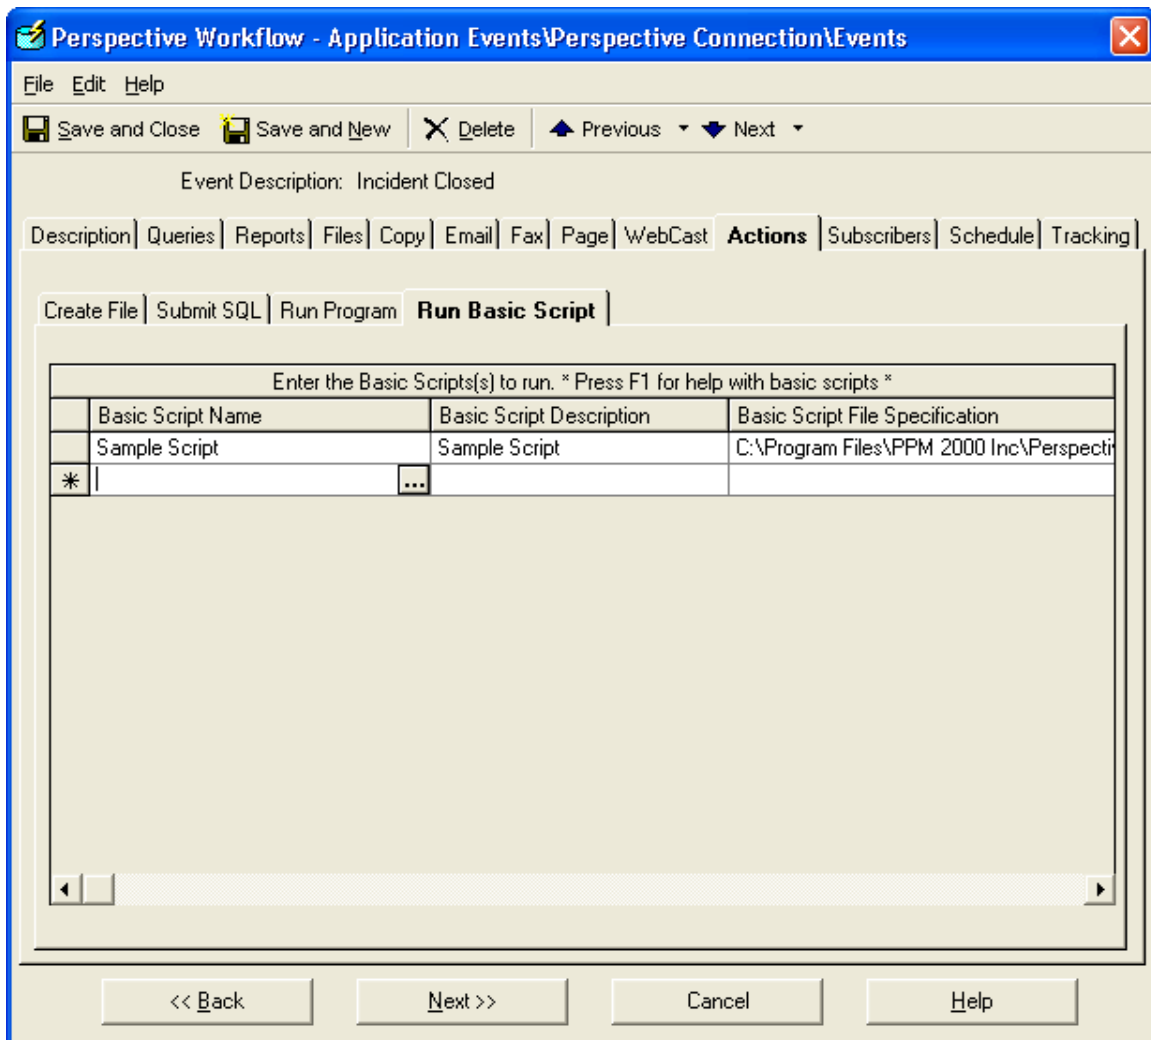 Perspective Workflow - Application Events\Perspective Connection\Events
File Edit Help
Save and Close Save and New Delete Previous Next
Event Description: Incident Closed
Description Queries Reports Files Copy Email Fax Page WebCast Actions Subscribers Schedule Tracking
Create File Submit SQL Run Program Run Basic Script
Enter the Basic Scripts(s) to run. * Press F1 for help with basic scripts *
Basic Script Name Basic Script Description Basic Script File Specification
Sample Script Sample Script C:\Program Files\PPM 2000 Inc\Perspecti
* ...
<< Back Next >> Cancel Help